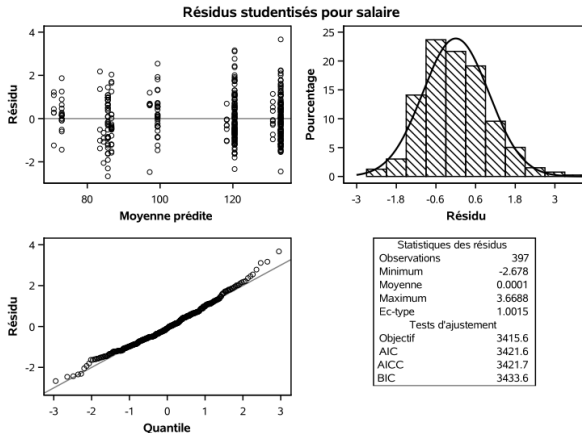 Résidus studentisés pour salaire
4
2
0
-2
Résidu
80
100
120
Moyenne prédite
25
20
15
10
5
0
Pourcentage
-3
-1.8
-0.6
0.6
1.8
3
Résidu
4
2
0
-2
Résidu
-3
-2
-1
0
1
2
3
Quantile
Statistiques des résidus
Observations 397
Minimum -2.678
Moyenne 0.0001
Maximum 3.6688
Ec-type 1.0015
Tests d'ajustement
Objectif 3415.6
AIC 3421.6
AICC 3421.7
BIC 3433.6